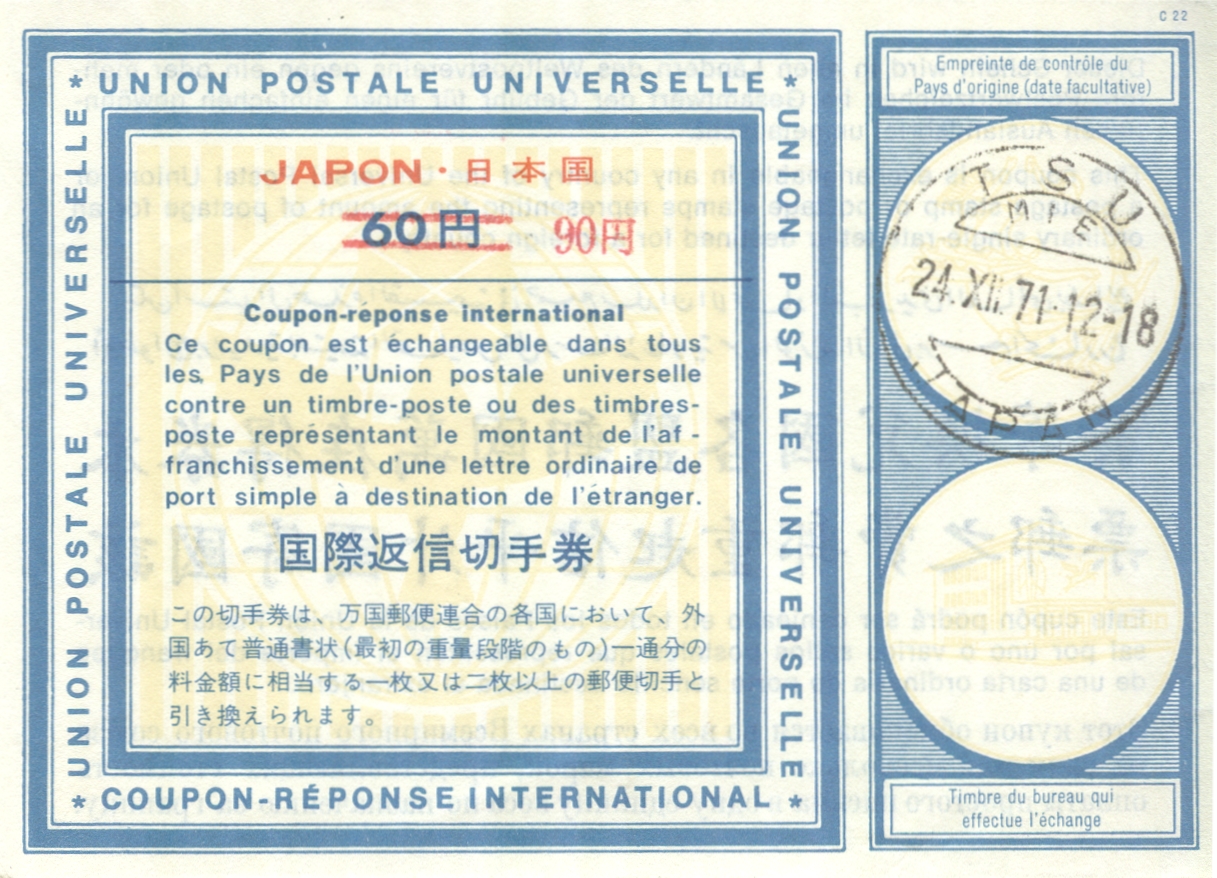 C 22
* UNION POSTALE UNIVERSELLE *
UNION POSTALE UNIVERSELLE
UNION POSTALE UNIVERSELLE
JAPON・日本国
60円 90円
Coupon-réponse international
Ce coupon est échangeable dans tous
les Pays de l'Union postale universelle
contre un timbre-poste ou des timbres-
poste représentant le montant de l'af-
franchissement d'une lettre ordinaire de
port simple à destination de l'étranger.
国際返信切手券
この切手券は、万国郵便連合の各国において、外
国あて普通書状(最初の重量段階のもの)一通分の
料金額に相当する一枚又は二枚以上の郵便切手と
引き換えられます。
* COUPON-RÉPONSE INTERNATIONAL *
Empreinte de contrôle du
Pays d'origine (date facultative)
TSU
MIE
24.XII.71.12-18
JAPAN
Timbre du bureau qui
effectue l'échange